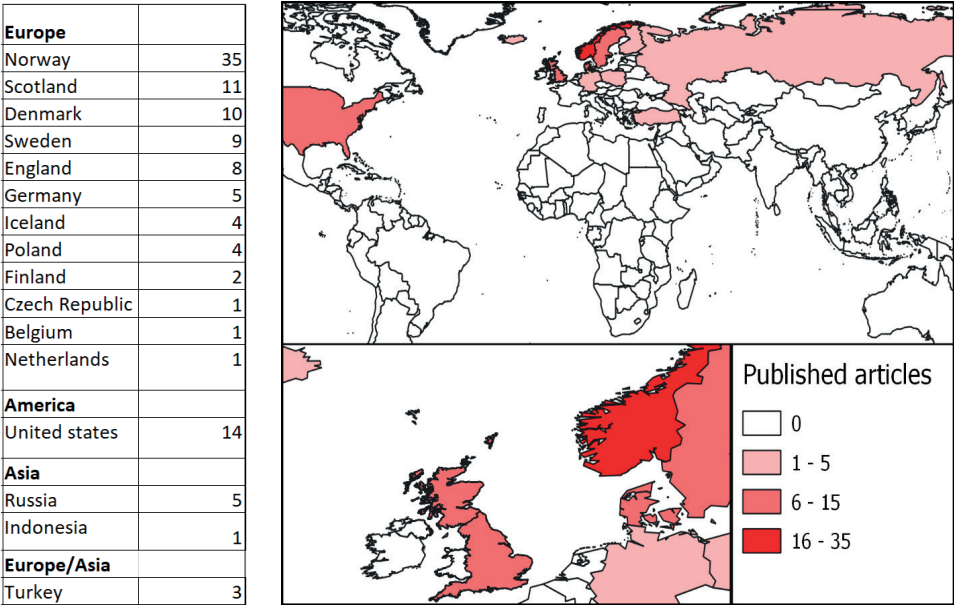 Europe
Norway 35
Scotland 11
Denmark 10
Sweden 9
England 8
Germany 5
Iceland 4
Poland 4
Finland 2
Czech Republic 1
Belgium 1
Netherlands 1
America
United states 14
Asia
Russia 5
Indonesia 1
Europe/Asia
Turkey 3
Published articles
0
1 - 5
6 - 15
16 - 35